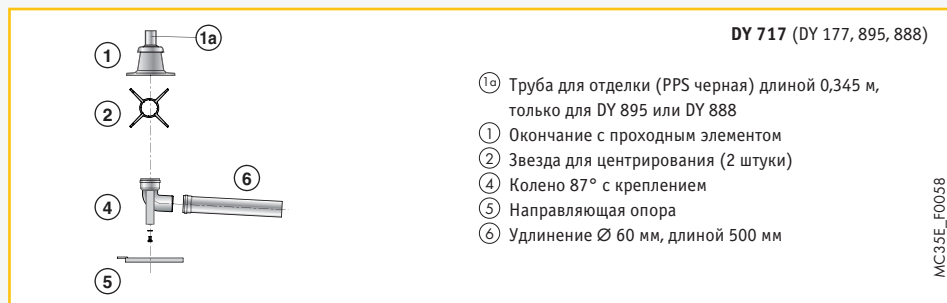 DY 717 (DY 177, 895, 888)
1a
1
2
6
4
5
1a Труба для отделки (PPS черная) длиной 0,345 м,
только для DY 895 или DY 888
1 Окончание с проходным элементом
2 Звезда для центрирования (2 штуки)
4 Колено 87° с креплением
5 Направляющая опора
6 Удлинение Ø 60 мм, длиной 500 мм
MC35E_F0058